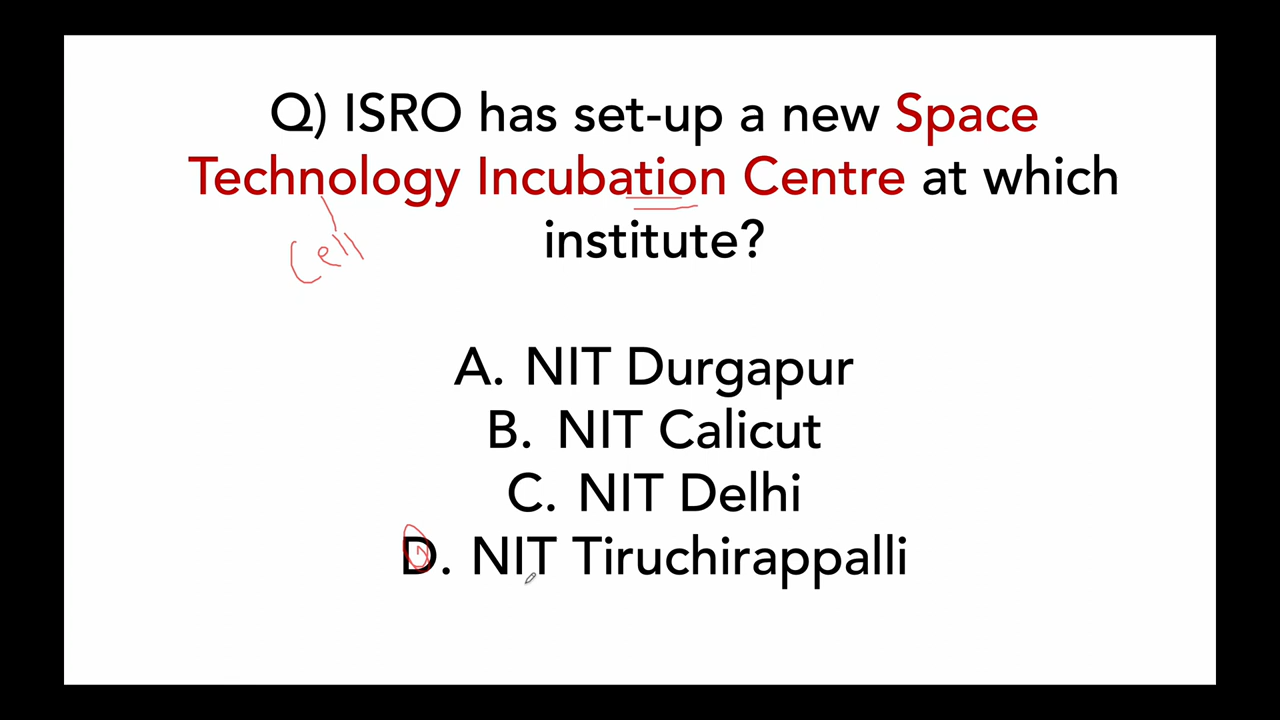 Q) ISRO has set-up a new Space
Technology Incubation Centre at which
institute?
Cell
A. NIT Durgapur
B. NIT Calicut
C. NIT Delhi
D. NIT Tiruchirappalli